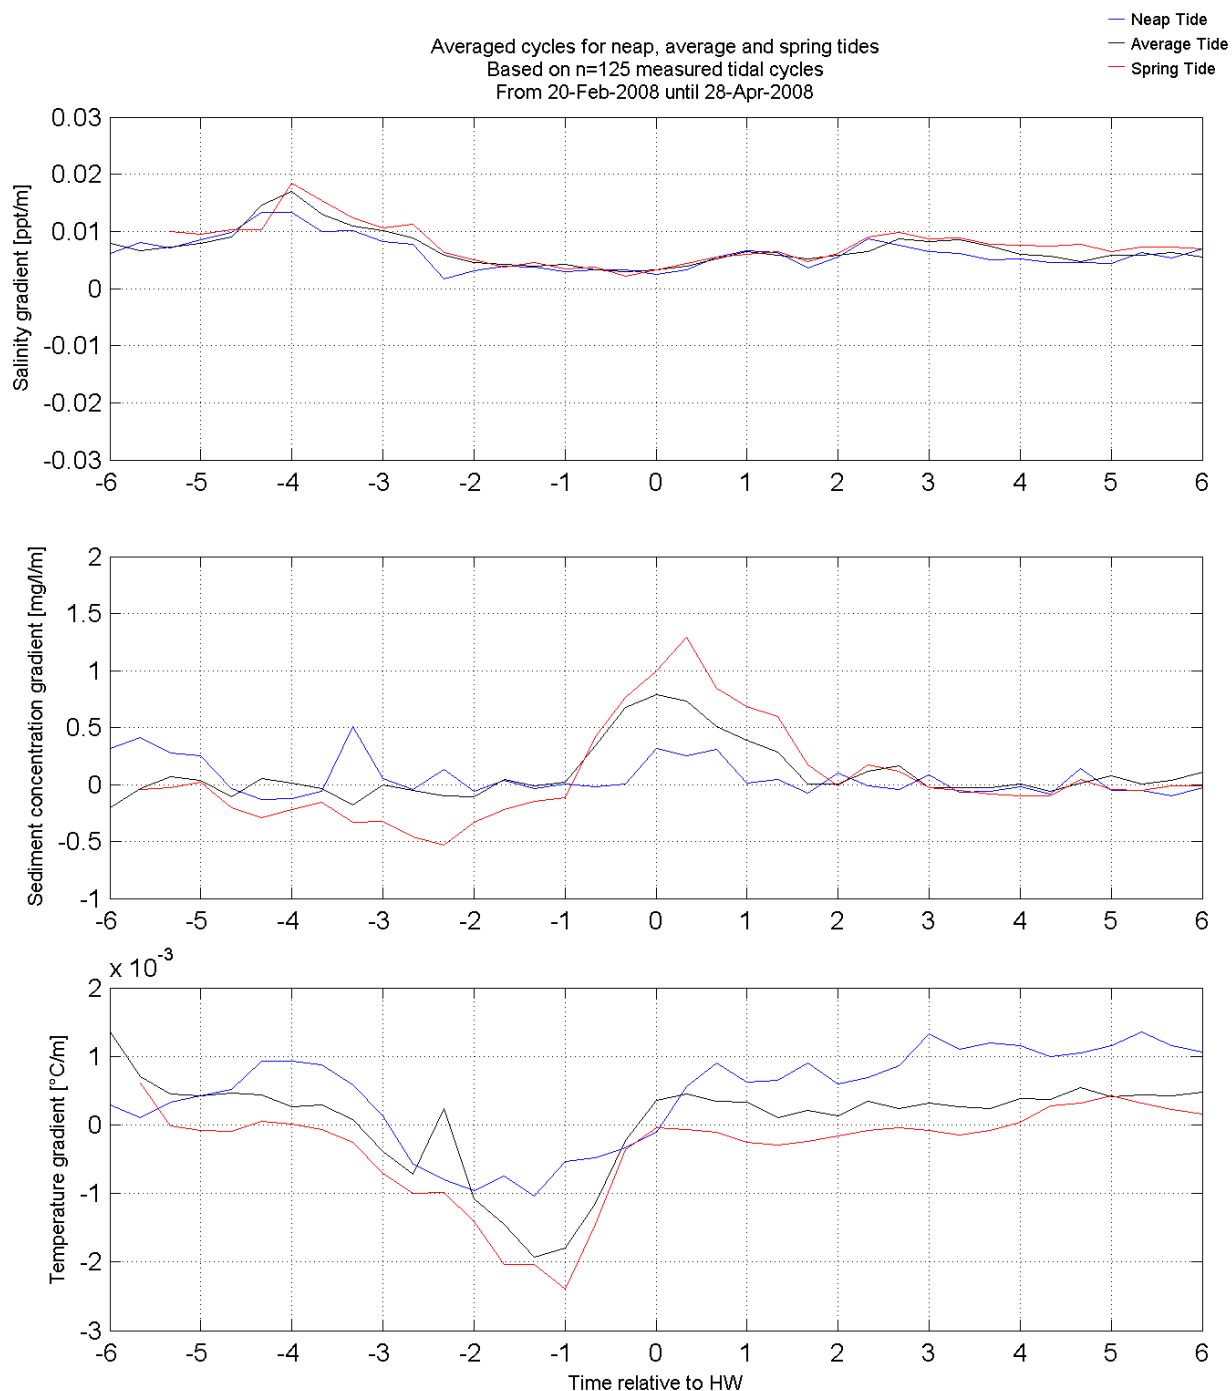 Neap Tide
Average Tide
Spring Tide
Averaged cycles for neap, average and spring tides
Based on n=125 measured tidal cycles
From 20-Feb-2008 until 28-Apr-2008
Salinity gradient [ppt/m]
0.03
0.02
0.01
0
-0.01
-0.02
-0.03
-6 -5 -4 -3 -2 -1 0 1 2 3 4 5 6
Sediment concentration gradient [mg/l/m]
2
1.5
1
0.5
0
-0.5
-1
-6 -5 -4 -3 -2 -1 0 1 2 3 4 5 6
x 10⁻³
Temperature gradient [°C/m]
2
1
0
-1
-2
-3
-6 -5 -4 -3 -2 -1 0 1 2 3 4 5 6
Time relative to HW